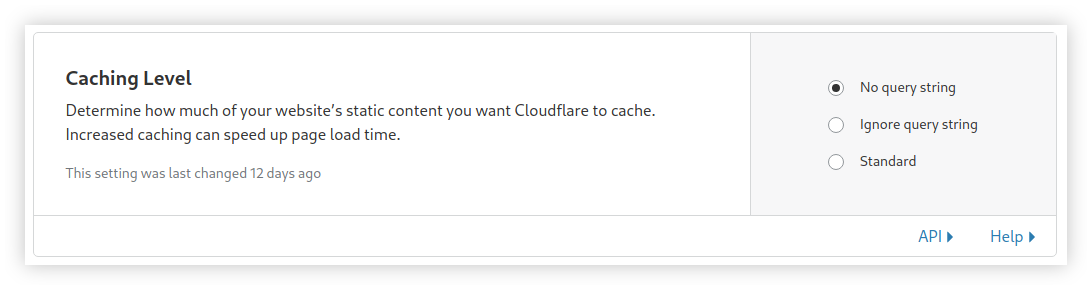 Caching Level
Determine how much of your website’s static content you want Cloudflare to cache.
Increased caching can speed up page load time.
This setting was last changed 12 days ago
No query string
Ignore query string
Standard
API
Help